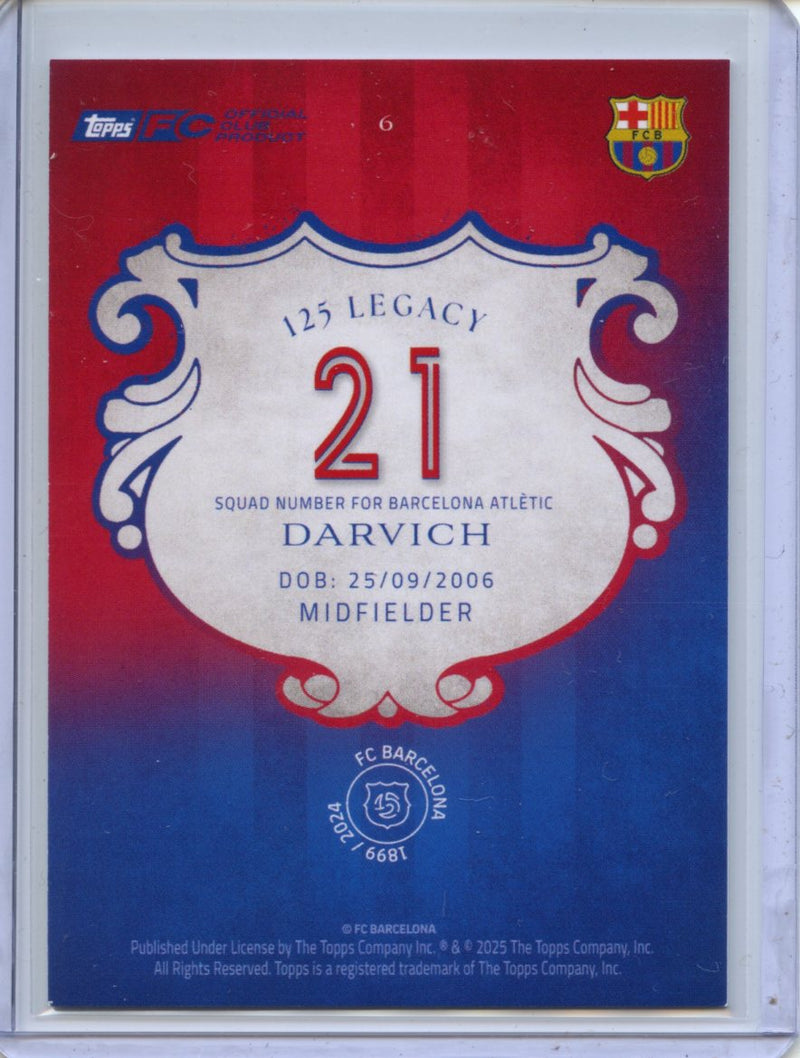 topps FC OFFICIAL CLUB PRODUCT
6
FCB
125 LEGACY
21
SQUAD NUMBER FOR BARCELONA ATLÈTIC
DARVICH
DOB: 25/09/2006
MIDFIELDER
FC BARCELONA
1899 / 2024
© FC BARCELONA
Published Under License by The Topps Company Inc. ® & © 2025 The Topps Company, Inc.
All Rights Reserved. Topps is a registered trademark of The Topps Company, Inc.